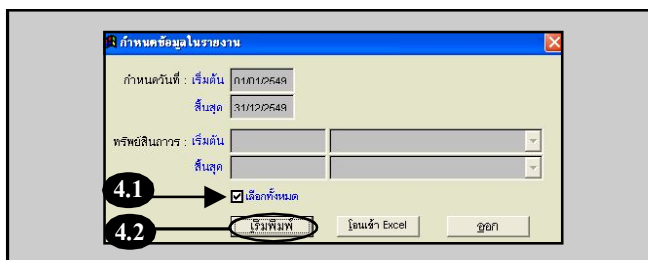 กำหนดข้อมูลในรายงาน
กำหนดวันที่ : เริ่มต้น 01/01/2549
สิ้นสุด 31/12/2549
ทรัพย์สินถาวร : เริ่มต้น
สิ้นสุด
4.1 เลือกทั้งหมด
4.2 เริ่มพิมพ์ โอนเข้า Excel ออก